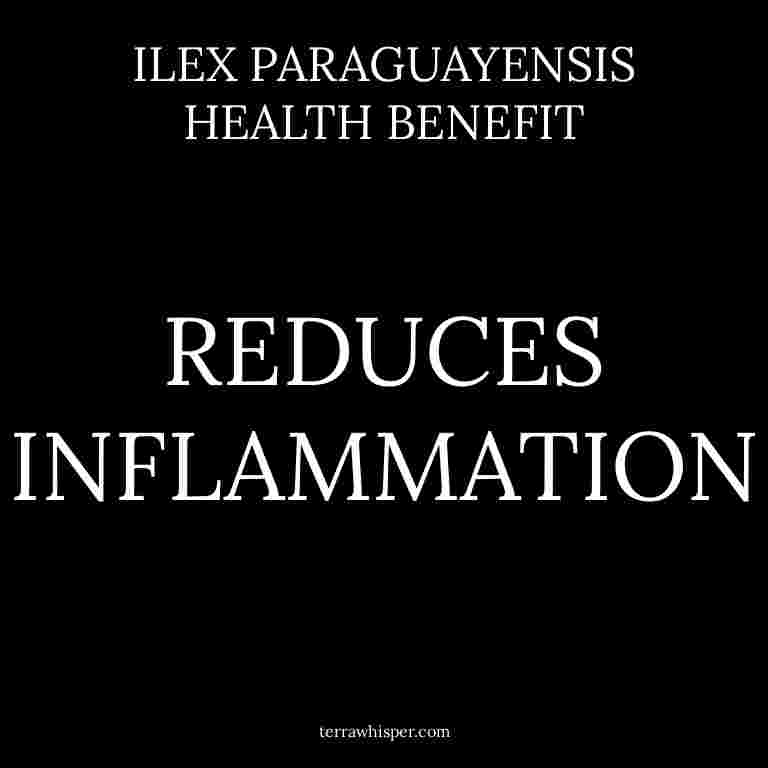 ILEX PARAGUAYENSIS
HEALTH BENEFIT
REDUCES
INFLAMMATION
terrawhisper.com